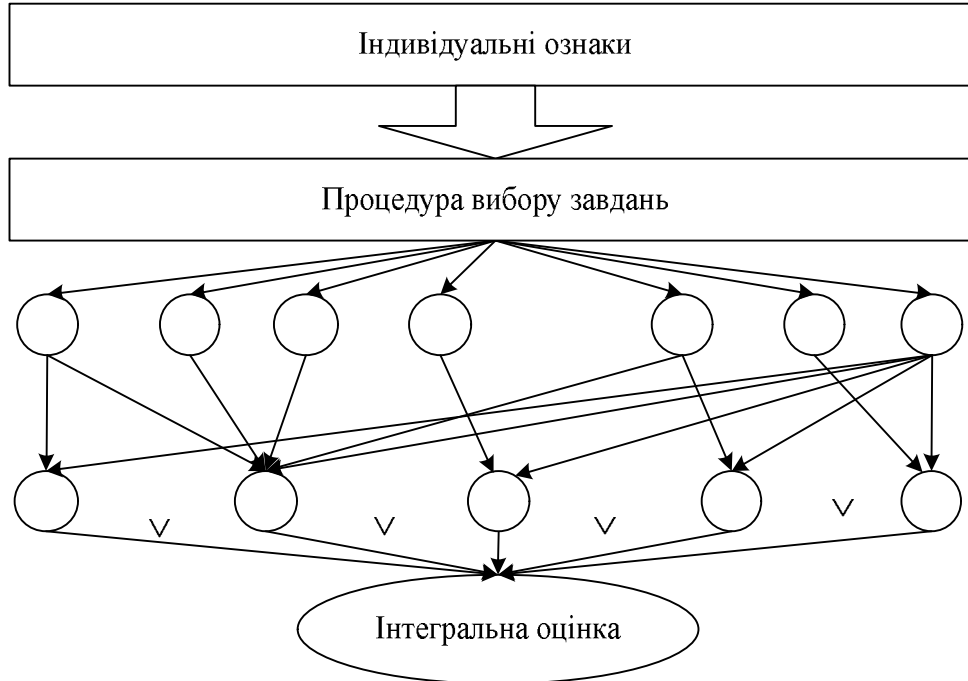 Індивідуальні ознаки
Процедура вибору завдань
∨ ∨ ∨ ∨
Інтегральна оцінка